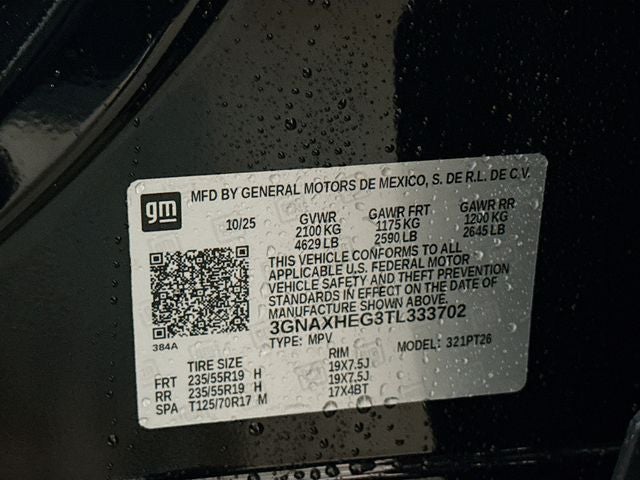 gm
MFD BY GENERAL MOTORS DE MEXICO, S. DE R.L. DE C.V.
10/25 GVWR GAWR FRT GAWR RR
2100 KG 1175 KG 1200 KG
4629 LB 2590 LB 2645 LB
THIS VEHICLE CONFORMS TO ALL
APPLICABLE U.S. FEDERAL MOTOR
VEHICLE SAFETY AND THEFT PREVENTION
STANDARDS IN EFFECT ON THE DATE OF
MANUFACTURE SHOWN ABOVE.
3GNAXHEG3TL333702
384A
TYPE: MPV MODEL: 321PT26
TIRE SIZE RIM
FRT 235/55R19 H 19X7.5J
RR 235/55R19 H 19X7.5J
SPA T125/70R17 M 17X4BT